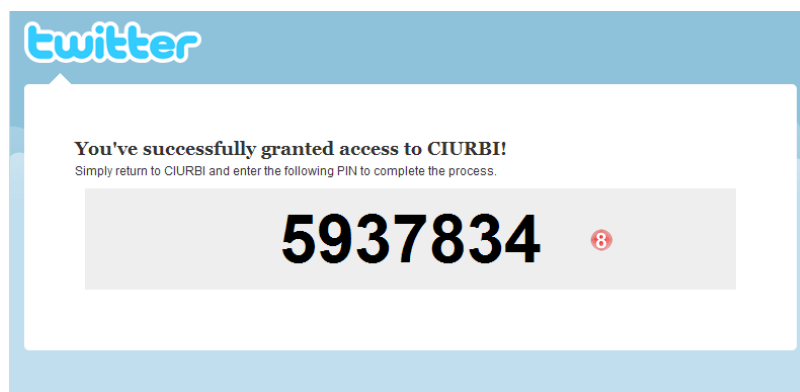 twitter
You've successfully granted access to CIURBI!
Simply return to CIURBI and enter the following PIN to complete the process.
5937834 8